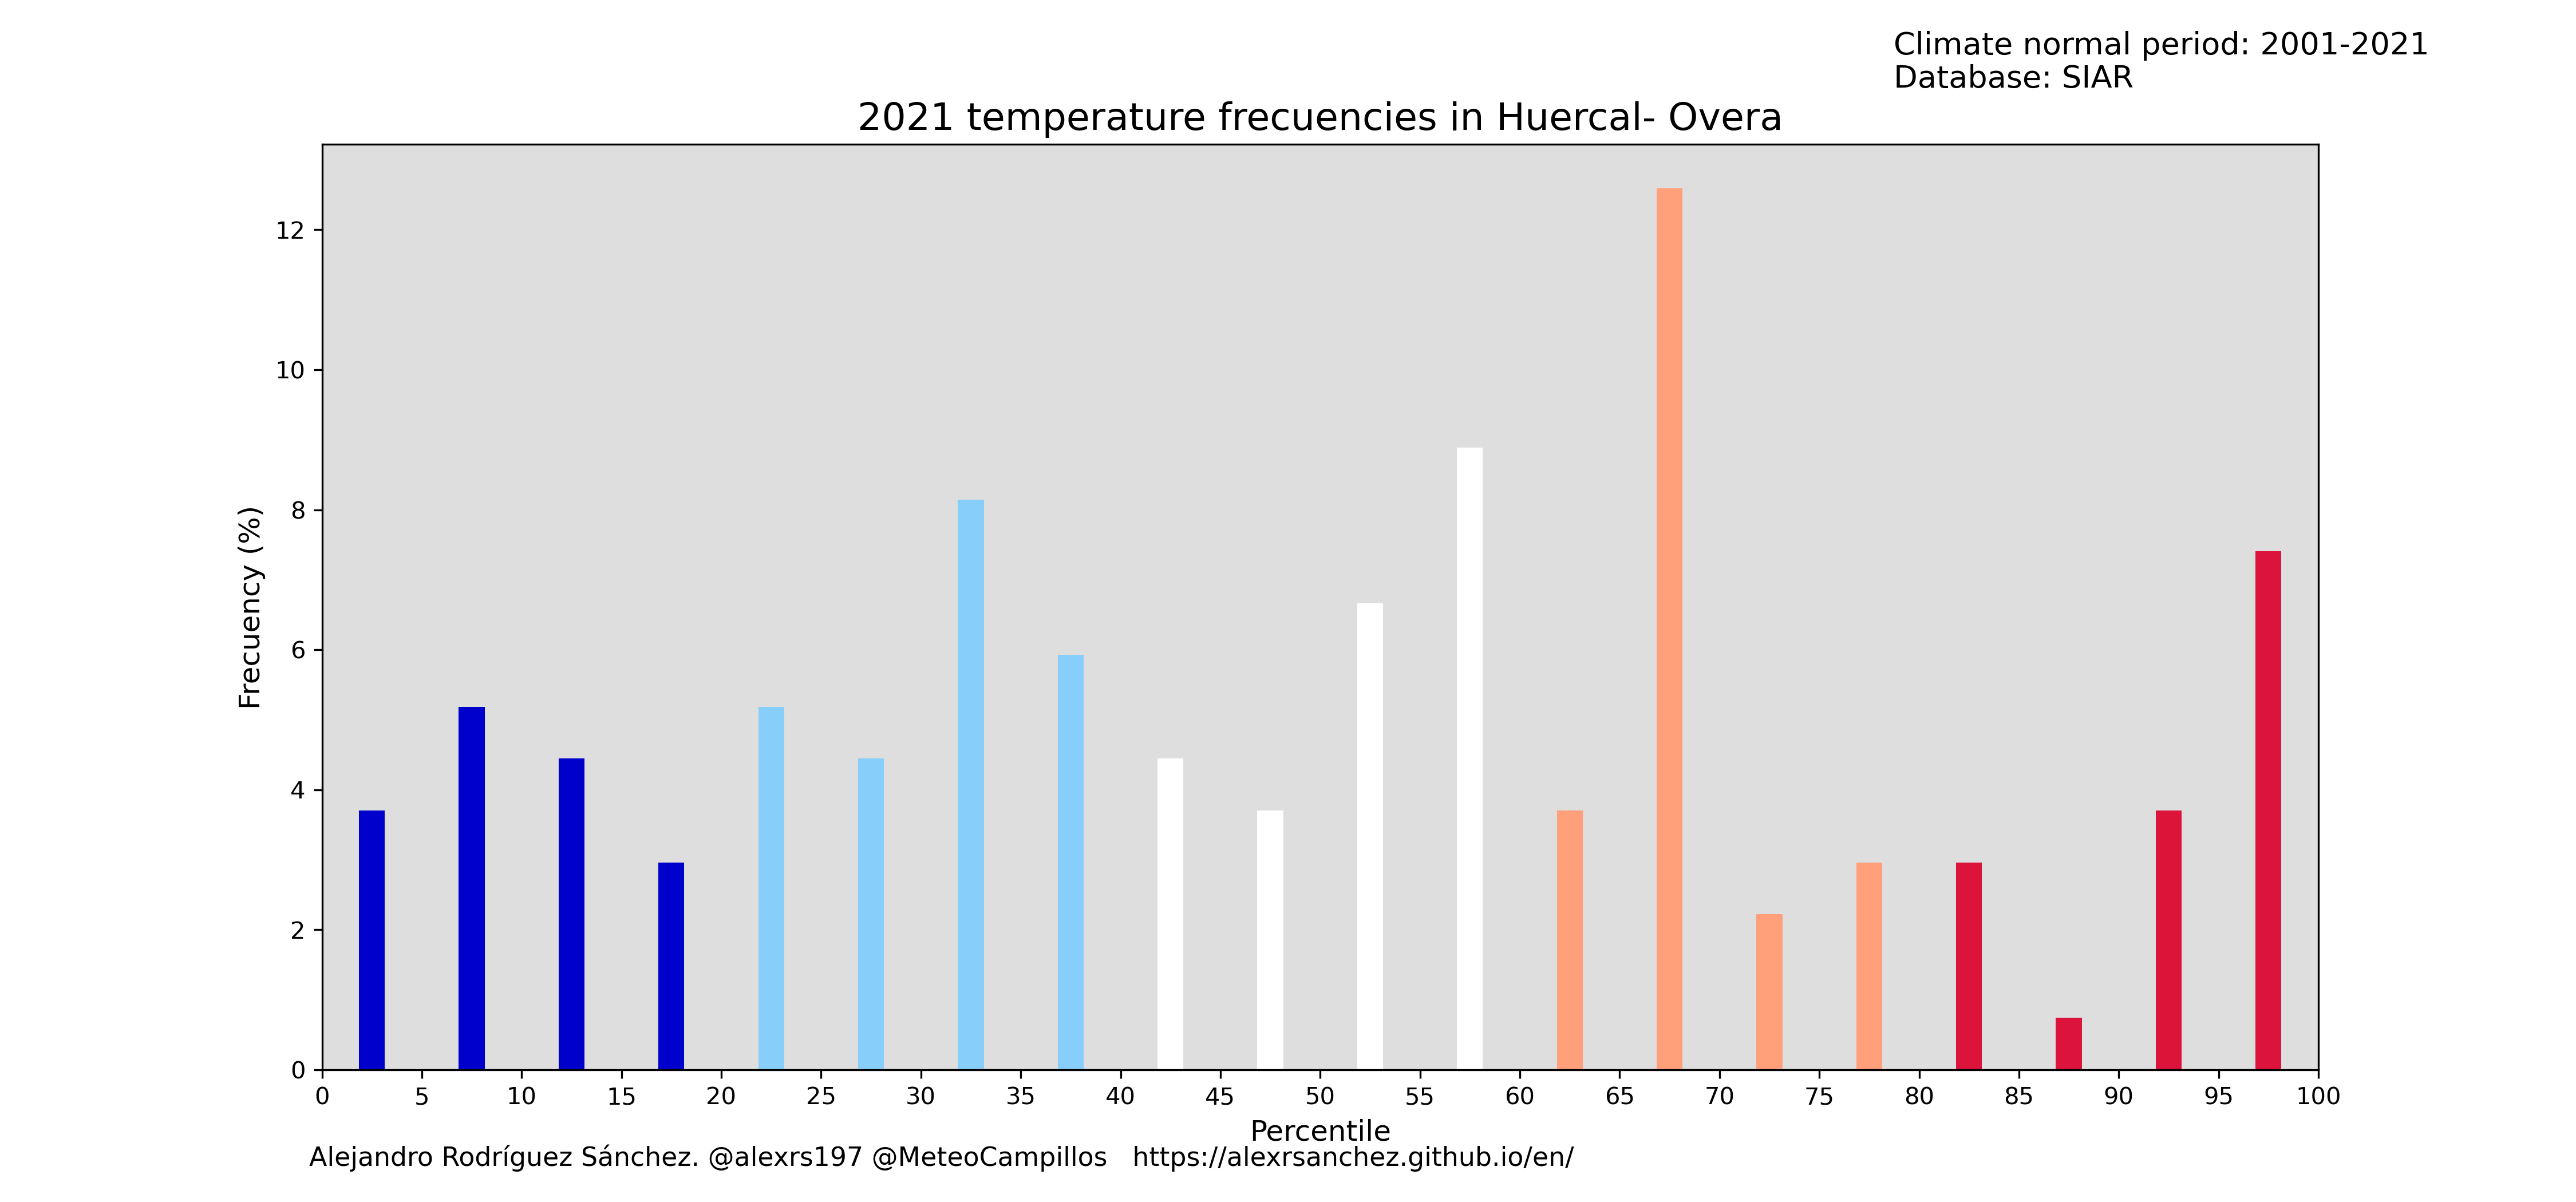 Climate normal period: 2001-2021
Database: SIAR
2021 temperature frecuencies in Huercal- Overa
Frecuency (%)
12
10
8
6
4
2
0
0 5 10 15 20 25 30 35 40 45 50 55 60 65 70 75 80 85 90 95 100
Percentile
Alejandro Rodríguez Sánchez. @alexrs197 @MeteoCampillos https://alexrsanchez.github.io/en/